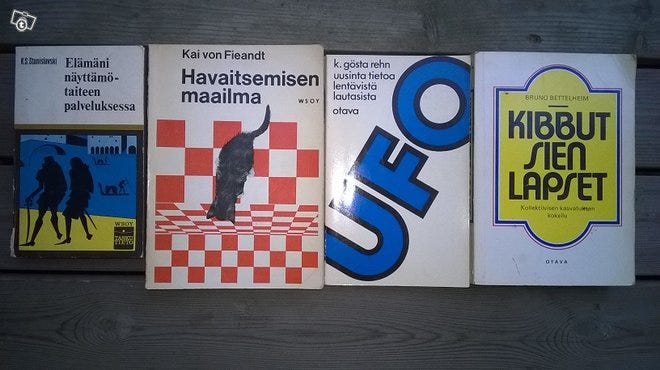 K.S. Stanislavski
Elämäni
näyttämö-
taiteen
palveluksessa
WSOY
Kai von Fieandt
Havaitsemisen
maailma
WSOY
k. gösta rehn
uusinta tietoa
lentävistä
lautasista
otava
UFO
BRUNO BETTELHEIM
KIBBUT
SIEN
LAPSET
Kollektiivisen kasvatuksen
kokeilu
OTAVA